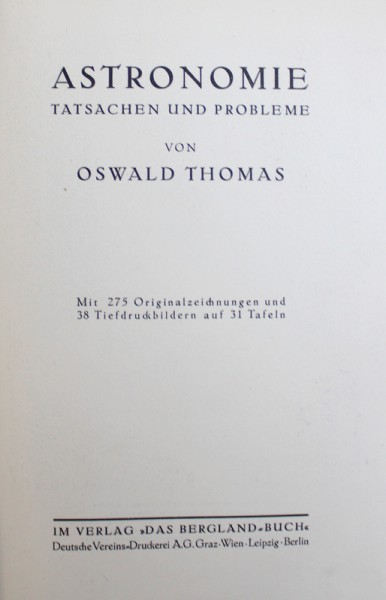 ASTRONOMIE
TATSACHEN UND PROBLEME
VON
OSWALD THOMAS
Mit 275 Originalzeichnungen und
38 Tiefdruckbildern auf 31 Tafeln
IM VERLAG »DAS BERGLAND-BUCH«
Deutsche Vereins-Druckerei A.G. Graz · Wien · Leipzig · Berlin